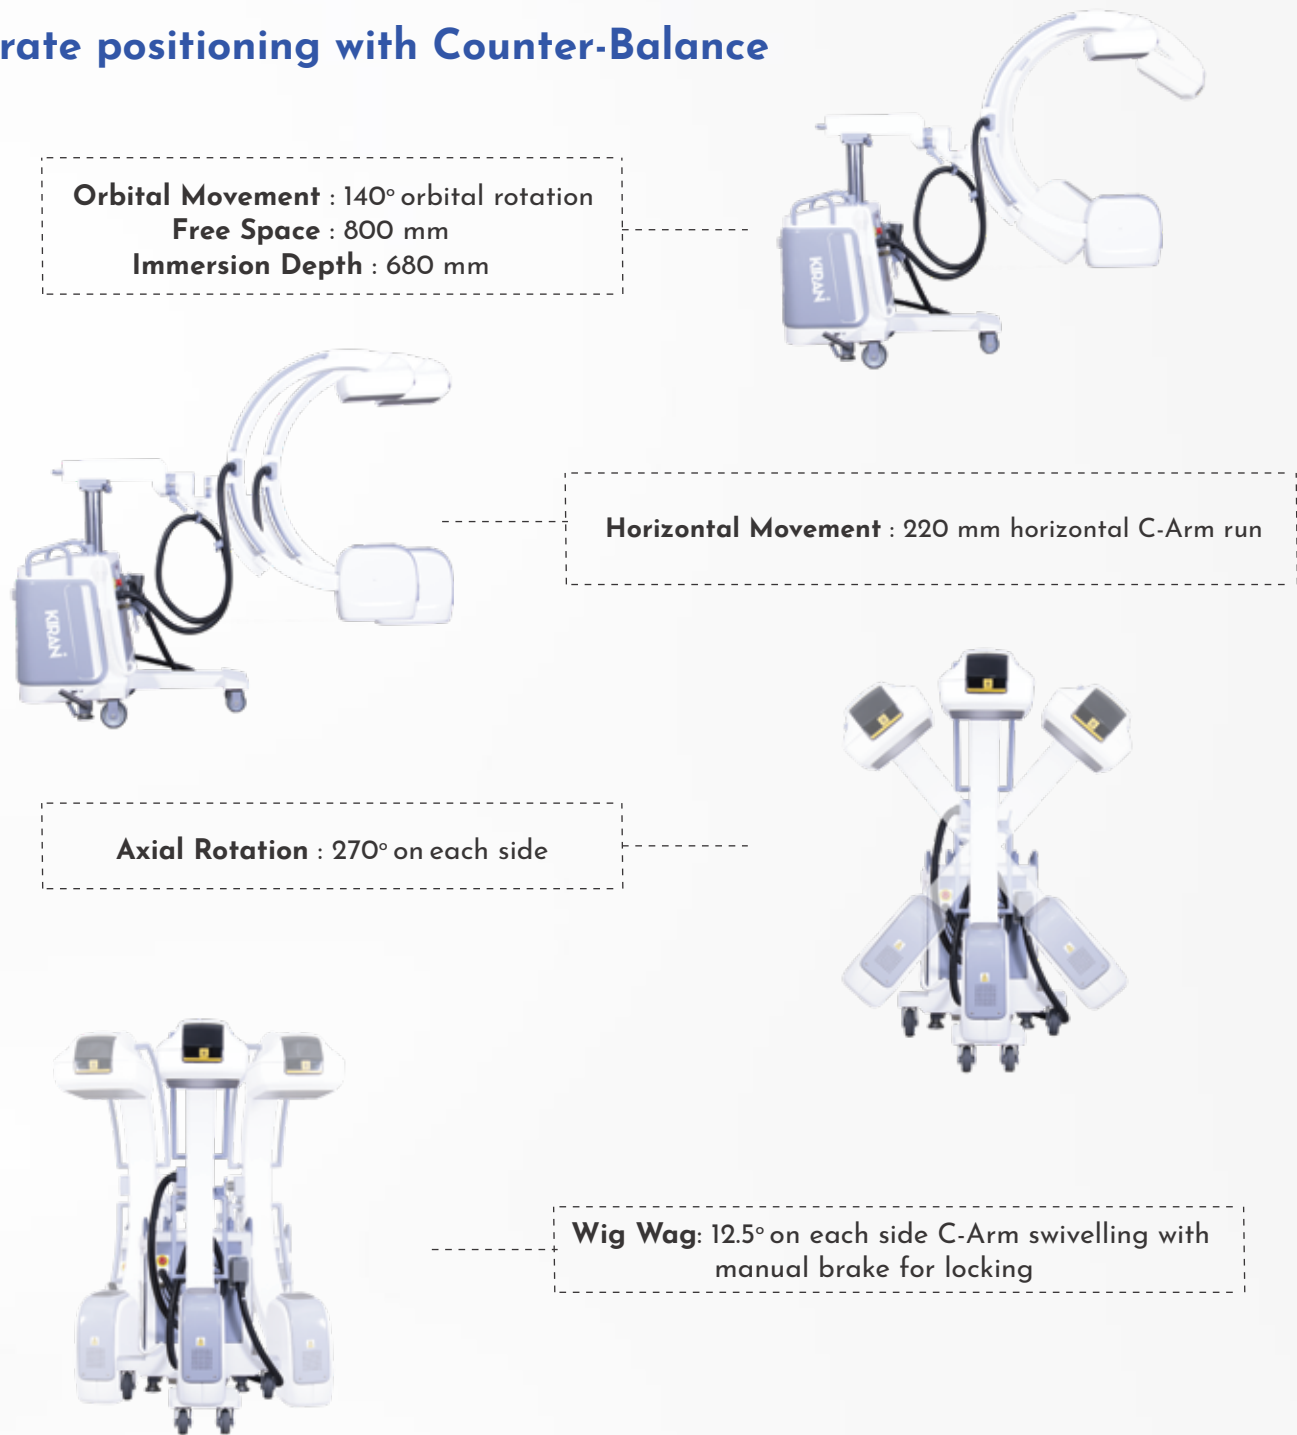 rate positioning with Counter-Balance
Orbital Movement : 140° orbital rotation
Free Space : 800 mm
Immersion Depth : 680 mm
KIRAN
KIRAN
Horizontal Movement : 220 mm horizontal C-Arm run
Axial Rotation : 270° on each side
Wig Wag: 12.5° on each side C-Arm swivelling with
manual brake for locking